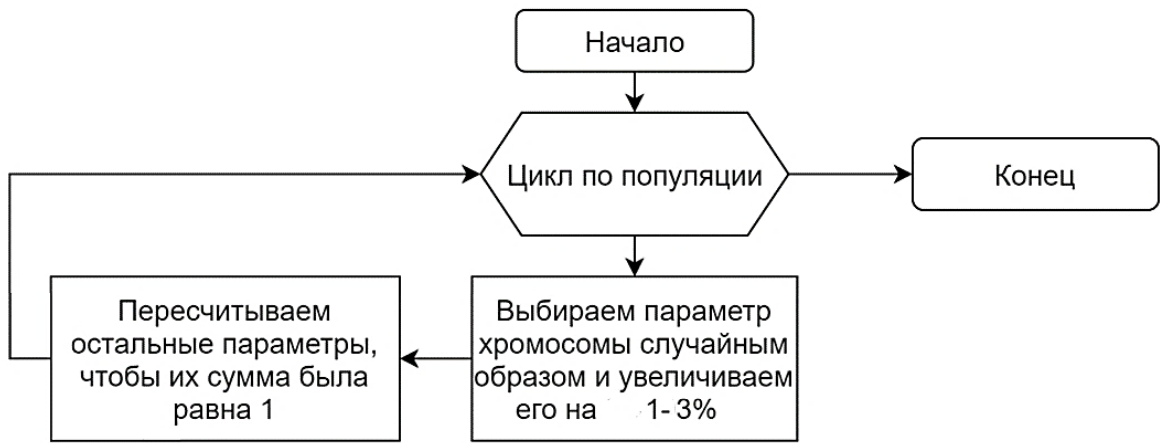 Начало
Цикл по популяции
Конец
Выбираем параметр
хромосомы случайным
образом и увеличиваем
его на 1-3%
Пересчитываем
остальные параметры,
чтобы их сумма была
равна 1